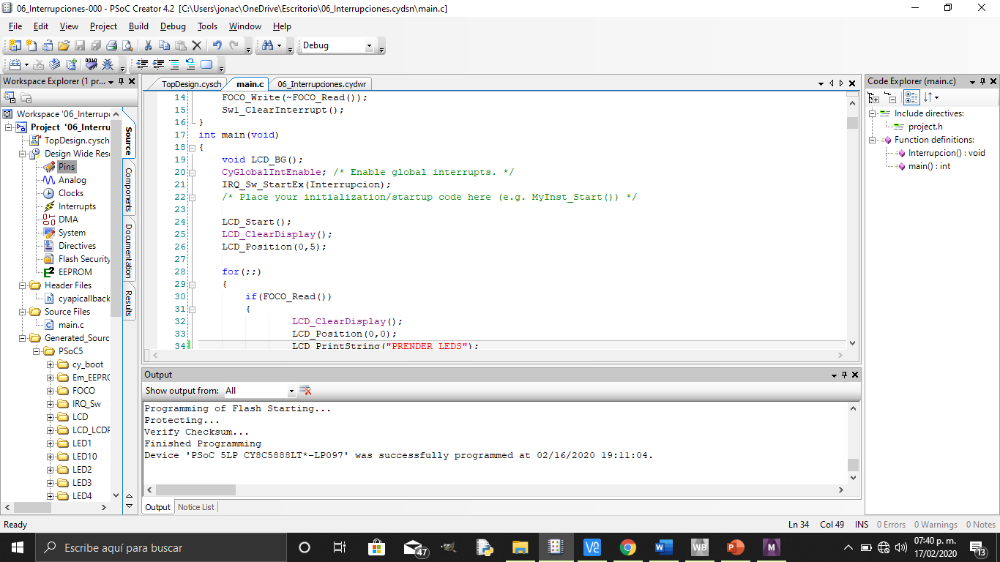 06_Interrupciones-000 - PSoC Creator 4.2 [C:\Users\jonac\OneDrive\Escritorio\06_Interrupciones.cydsn\main.c]
File Edit View Project Build Debug Tools Window Help
Debug
Workspace Explorer (1 pr...
Workspace '06_Interrup
Project '06_Interru
TopDesign.cysch
Design Wide Res
Pins
Analog
Clocks
Interrupts
DMA
System
Directives
Flash Security
EEPROM
Header Files
cyapicallback
Source Files
main.c
Generated_Sourc
PSoC5
cy_boot
Em_EEPRO
FOCO
IRQ_Sw
LCD
LCD_LCDP
LED1
LED10
LED2
LED3
LED4
Source
Components
Documentation
Results
TopDesign.cysch main.c 06_Interrupciones.cydwr
14 FOCO_Write(~FOCO_Read());
15 Sw1_ClearInterrupt();
16 }
17 int main(void)
18 {
19 void LCD_BG();
20 CyGlobalIntEnable; /* Enable global interrupts. */
21 IRQ_Sw_StartEx(Interrupcion);
22 /* Place your initialization/startup code here (e.g. MyInst_Start()) */
23
24 LCD_Start();
25 LCD_ClearDisplay();
26 LCD_Position(0,5);
27
28 for(;;)
29 {
30 if(FOCO_Read())
31 {
32 LCD_ClearDisplay();
33 LCD_Position(0,0);
34 LCD_PrintString("PRENDER LEDS");
Output
Show output from: All
Programming of Flash Starting...
Protecting...
Verify Checksum...
Finished Programming
Device 'PSoC 5LP CY8C5888LT*-LP097' was successfully programmed at 02/16/2020 19:11:04.
Output Notice List
Code Explorer (main.c)
Include directives:
project.h
Function definitions:
Interrupcion() : void
main() : int
Ready Ln 34 Col 49 INS 0 Errors 0 Warnings 0 Notes
Escribe aquí para buscar
47
VE
W
WB
P
M
07:40 p. m.
17/02/2020
13